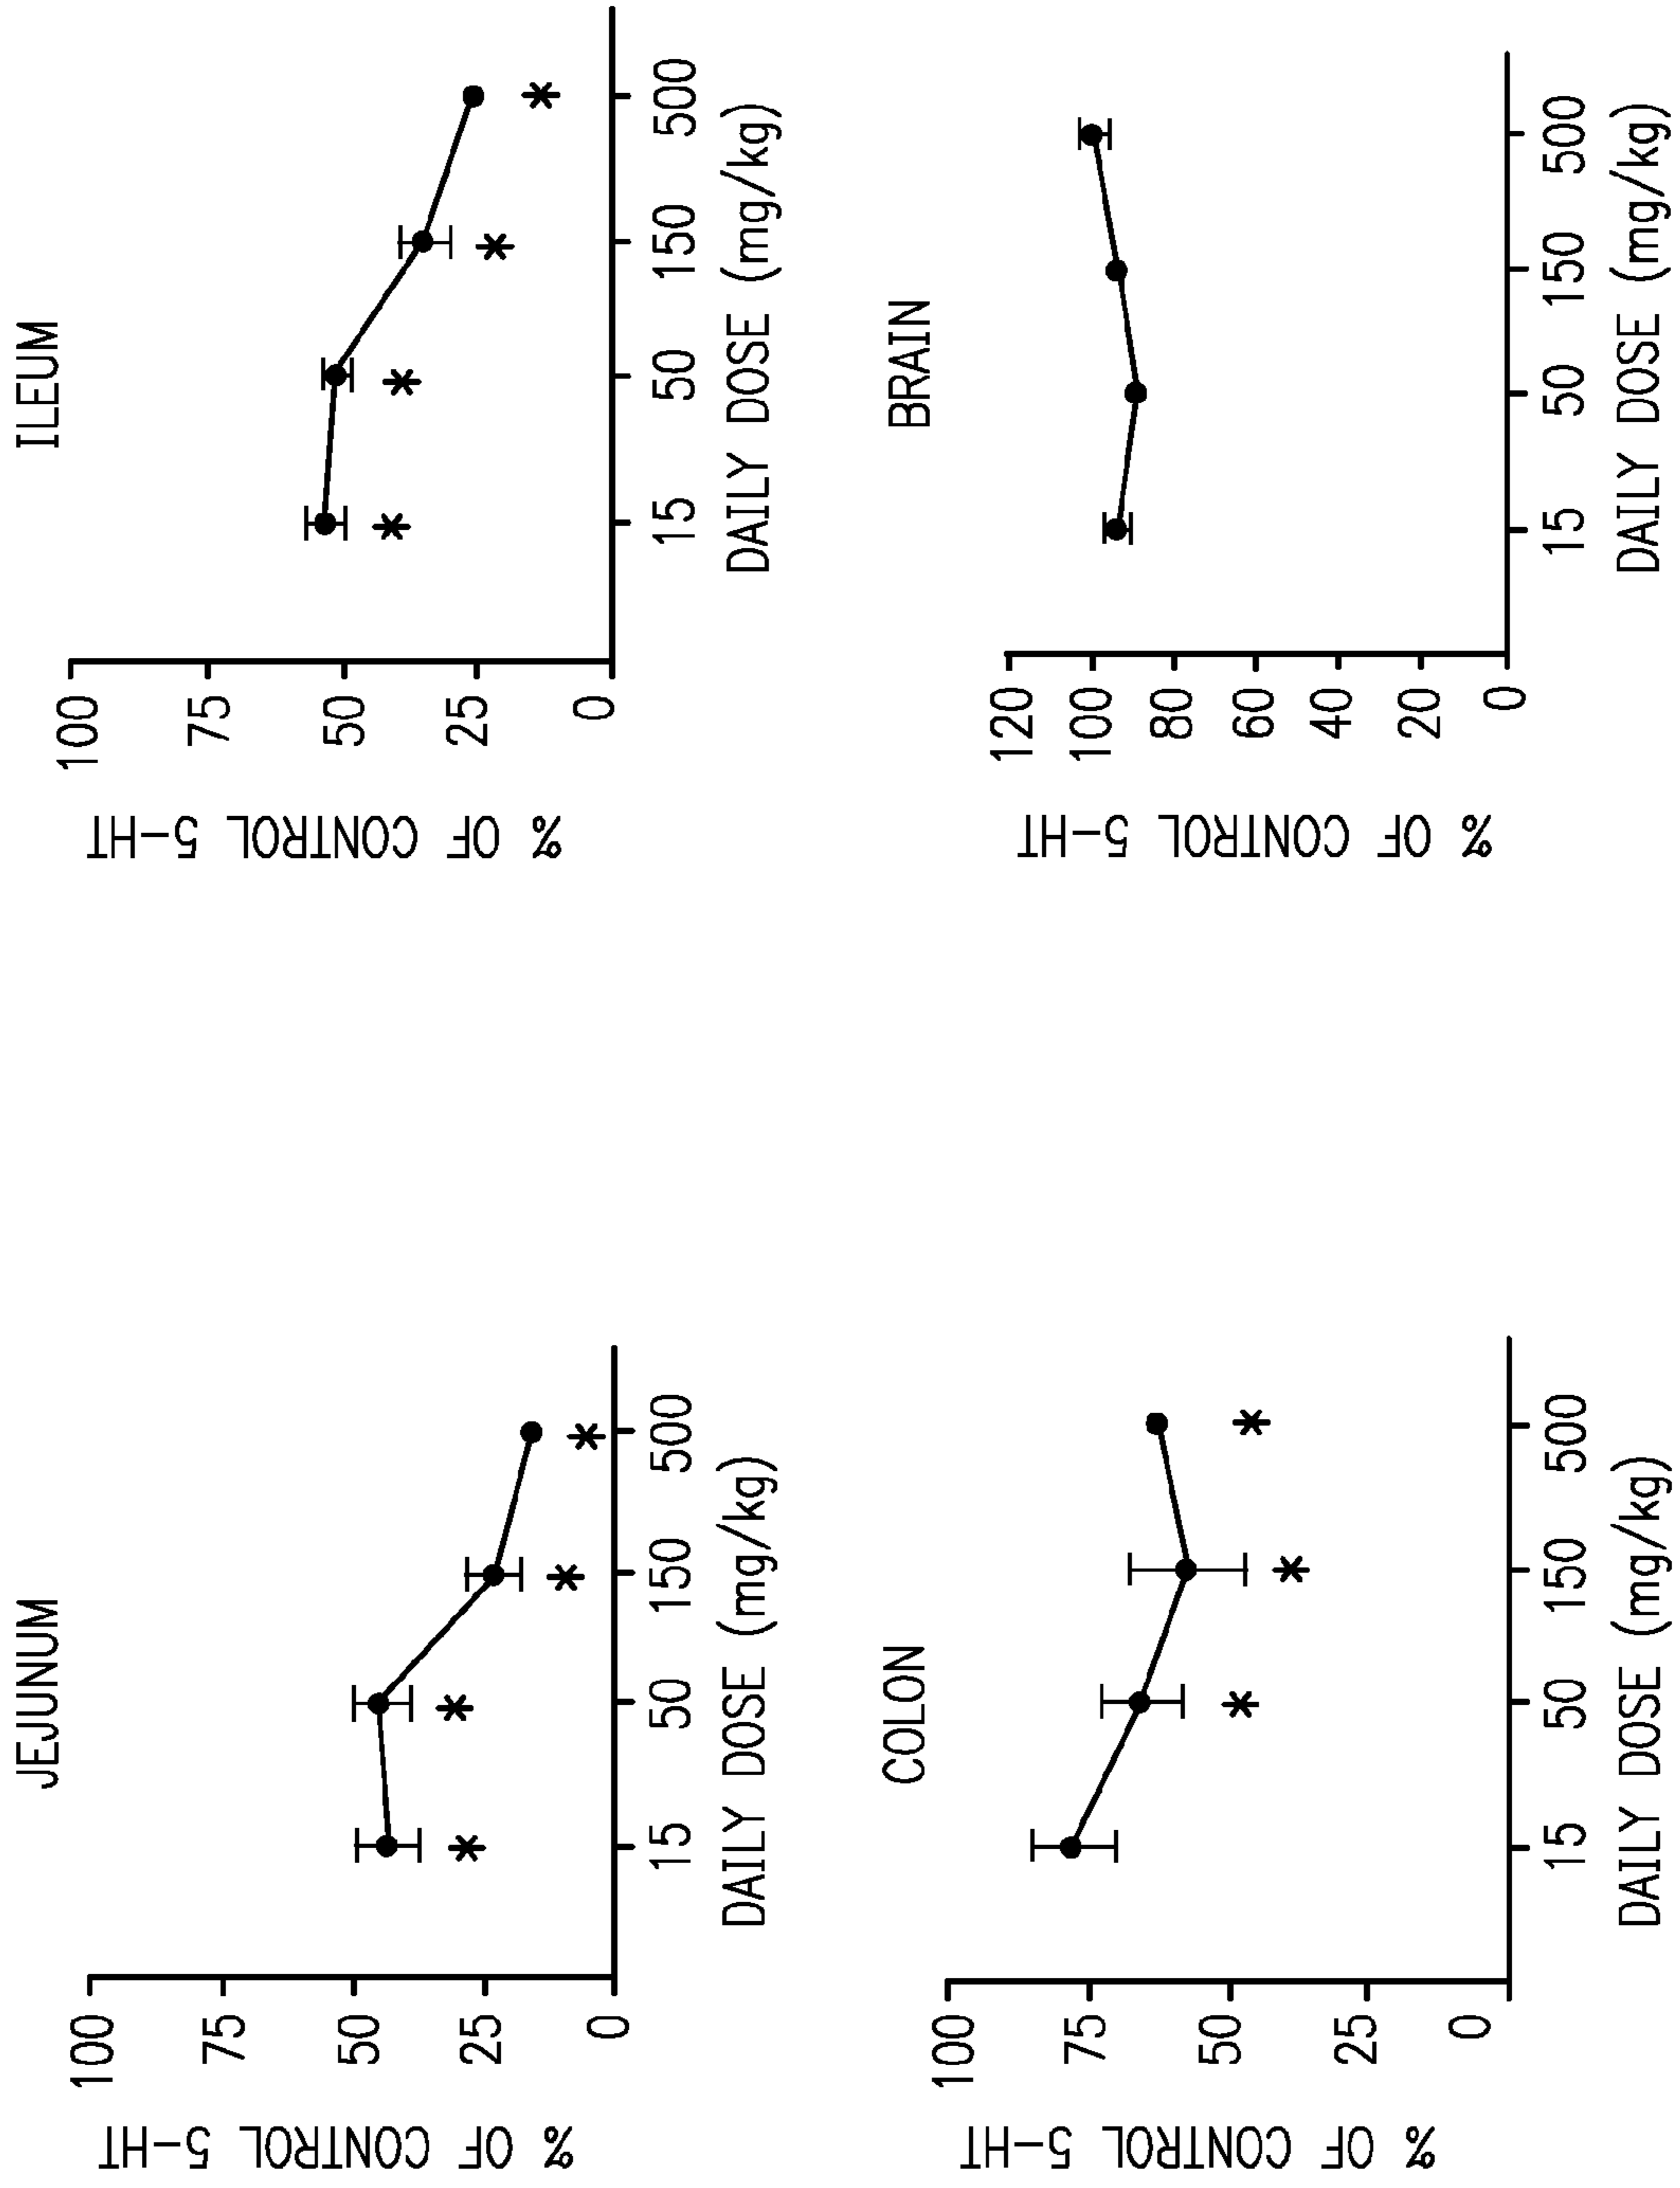 JEJUNUM
% OF CONTROL 5-HT
100
75
50
25
0
15 50 150 500
DAILY DOSE (mg/kg)
*
*
*
*
ILEUM
% OF CONTROL 5-HT
100
75
50
25
0
15 50 150 500
DAILY DOSE (mg/kg)
*
*
*
*
COLON
% OF CONTROL 5-HT
100
75
50
25
0
15 50 150 500
DAILY DOSE (mg/kg)
*
*
*
BRAIN
% OF CONTROL 5-HT
120
100
80
60
40
20
0
15 50 150 500
DAILY DOSE (mg/kg)